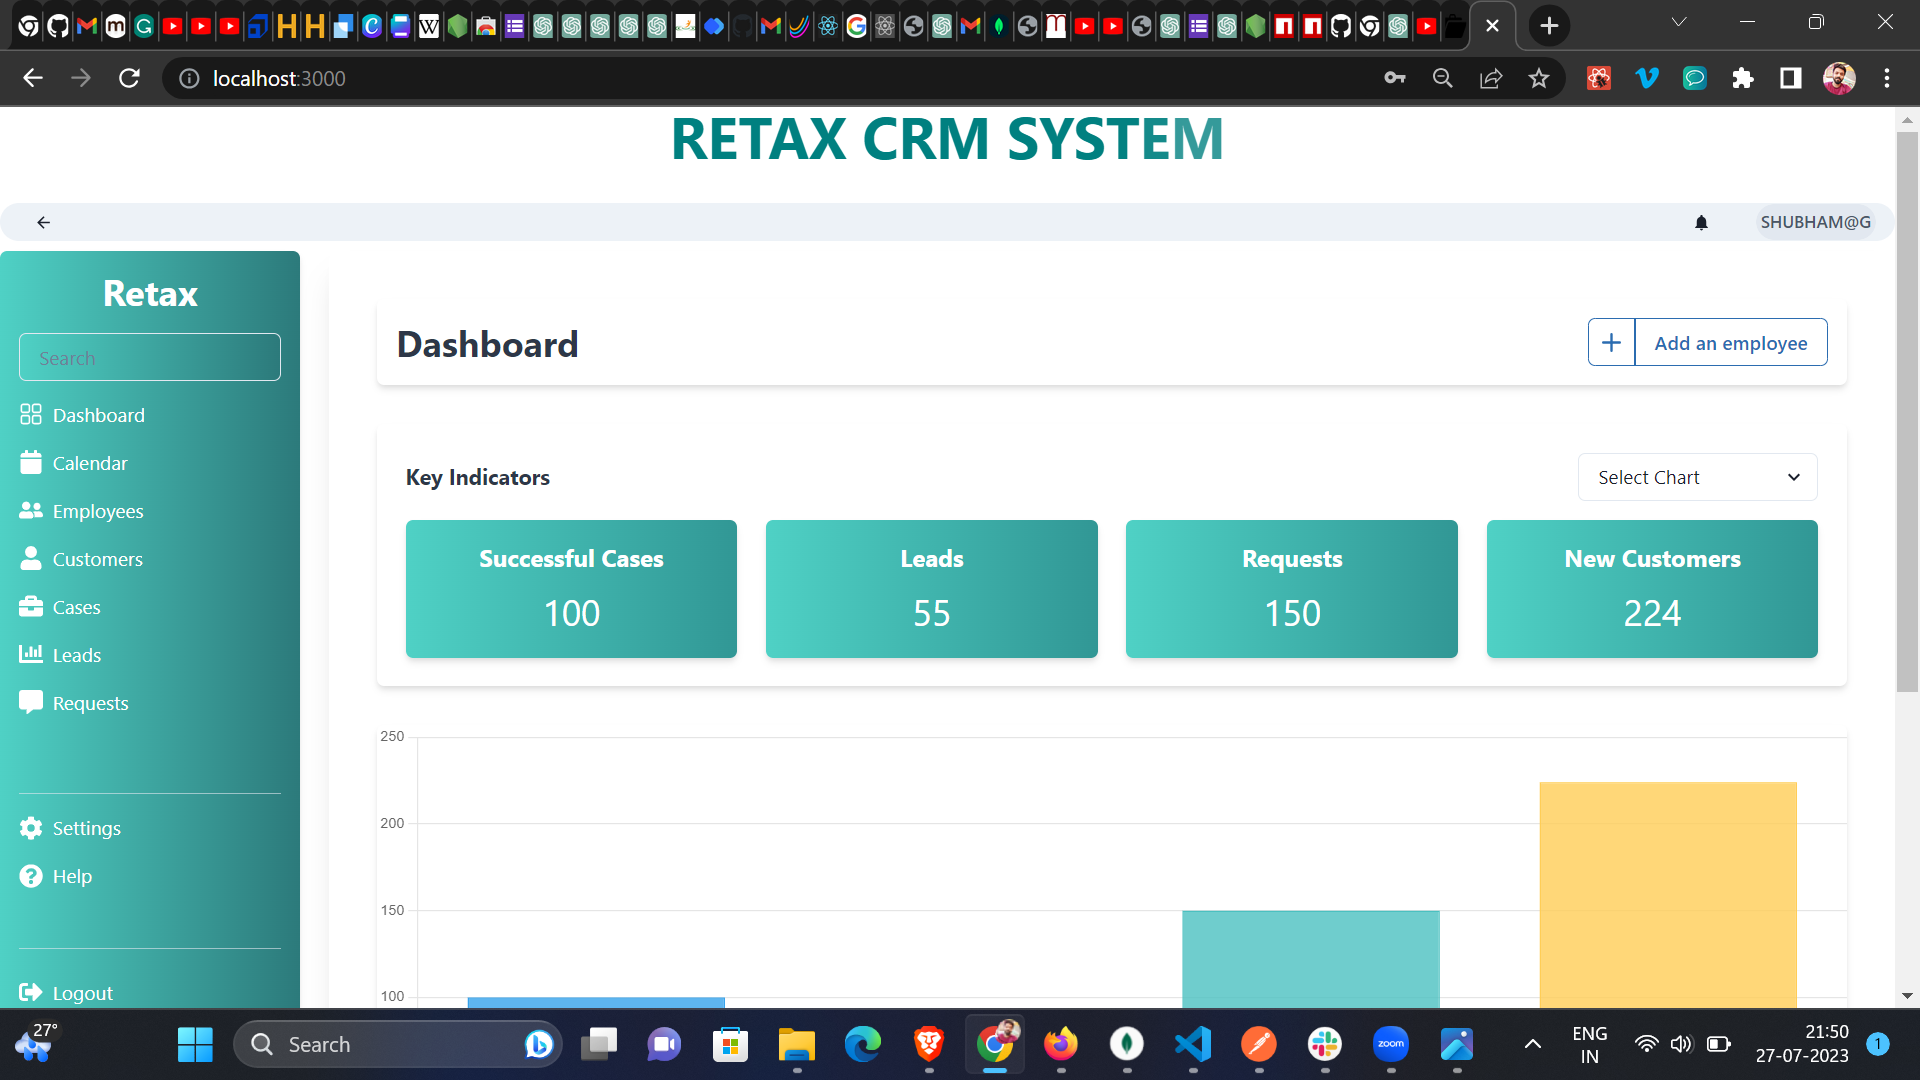 localhost:3000
RETAX CRM SYSTEM
SHUBHAM@G
Retax
Search
Dashboard
Calendar
Employees
Customers
Cases
Leads
Requests
Settings
Help
Logout
Dashboard
+ Add an employee
Key Indicators
Select Chart
Successful Cases
100
Leads
55
Requests
150
New Customers
224
250
200
150
100
27°
Search
zoom
ENG
IN
21:50
27-07-2023
1